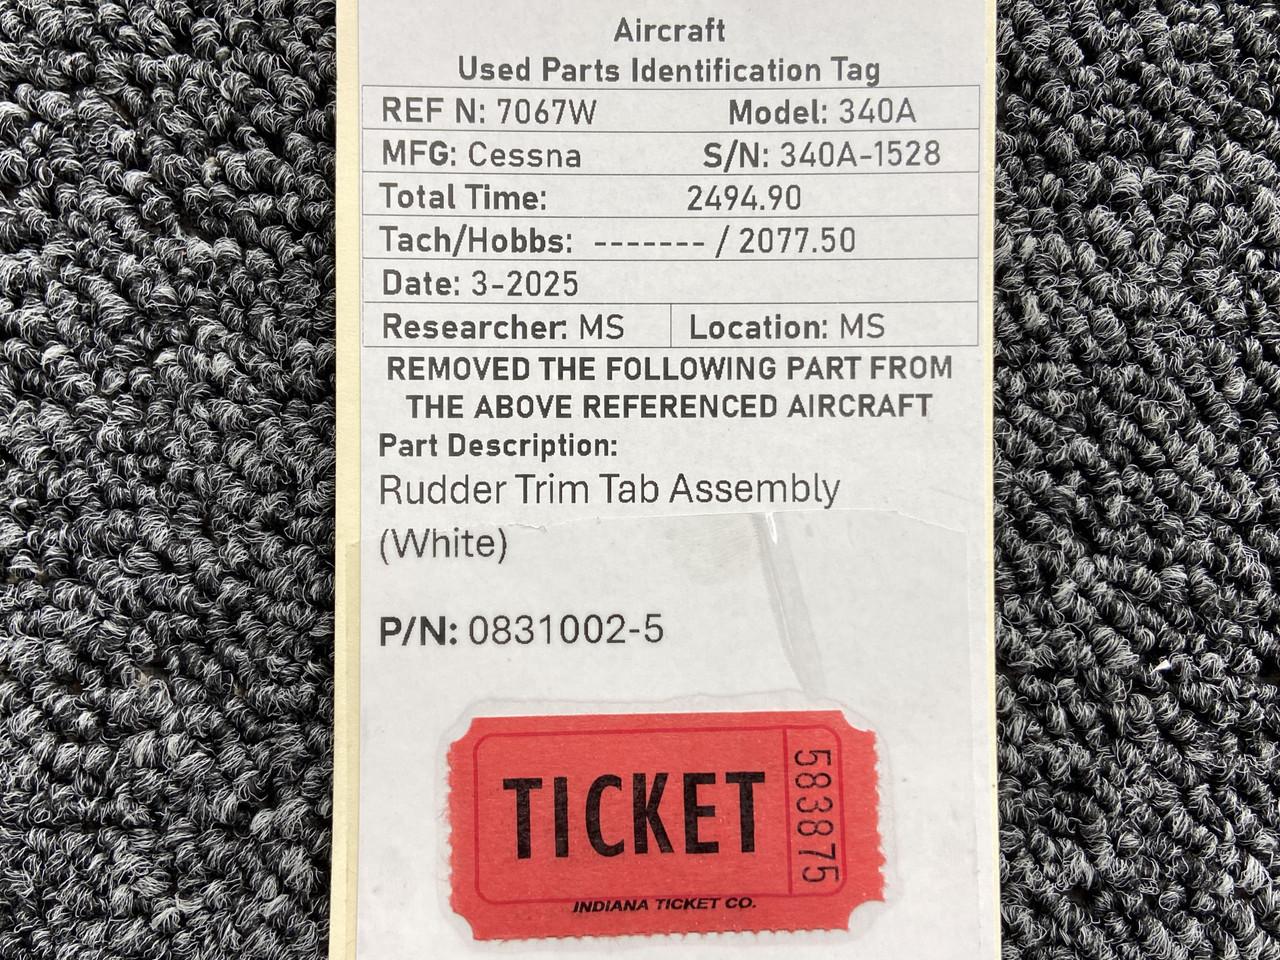 Aircraft
Used Parts Identification Tag
REF N: 7067W Model: 340A
MFG: Cessna S/N: 340A-1528
Total Time: 2494.90
Tach/Hobbs: ------- / 2077.50
Date: 3-2025
Researcher: MS Location: MS
REMOVED THE FOLLOWING PART FROM
THE ABOVE REFERENCED AIRCRAFT
Part Description:
Rudder Trim Tab Assembly
(White)
P/N: 0831002-5
TICKET
583875
INDIANA TICKET CO.